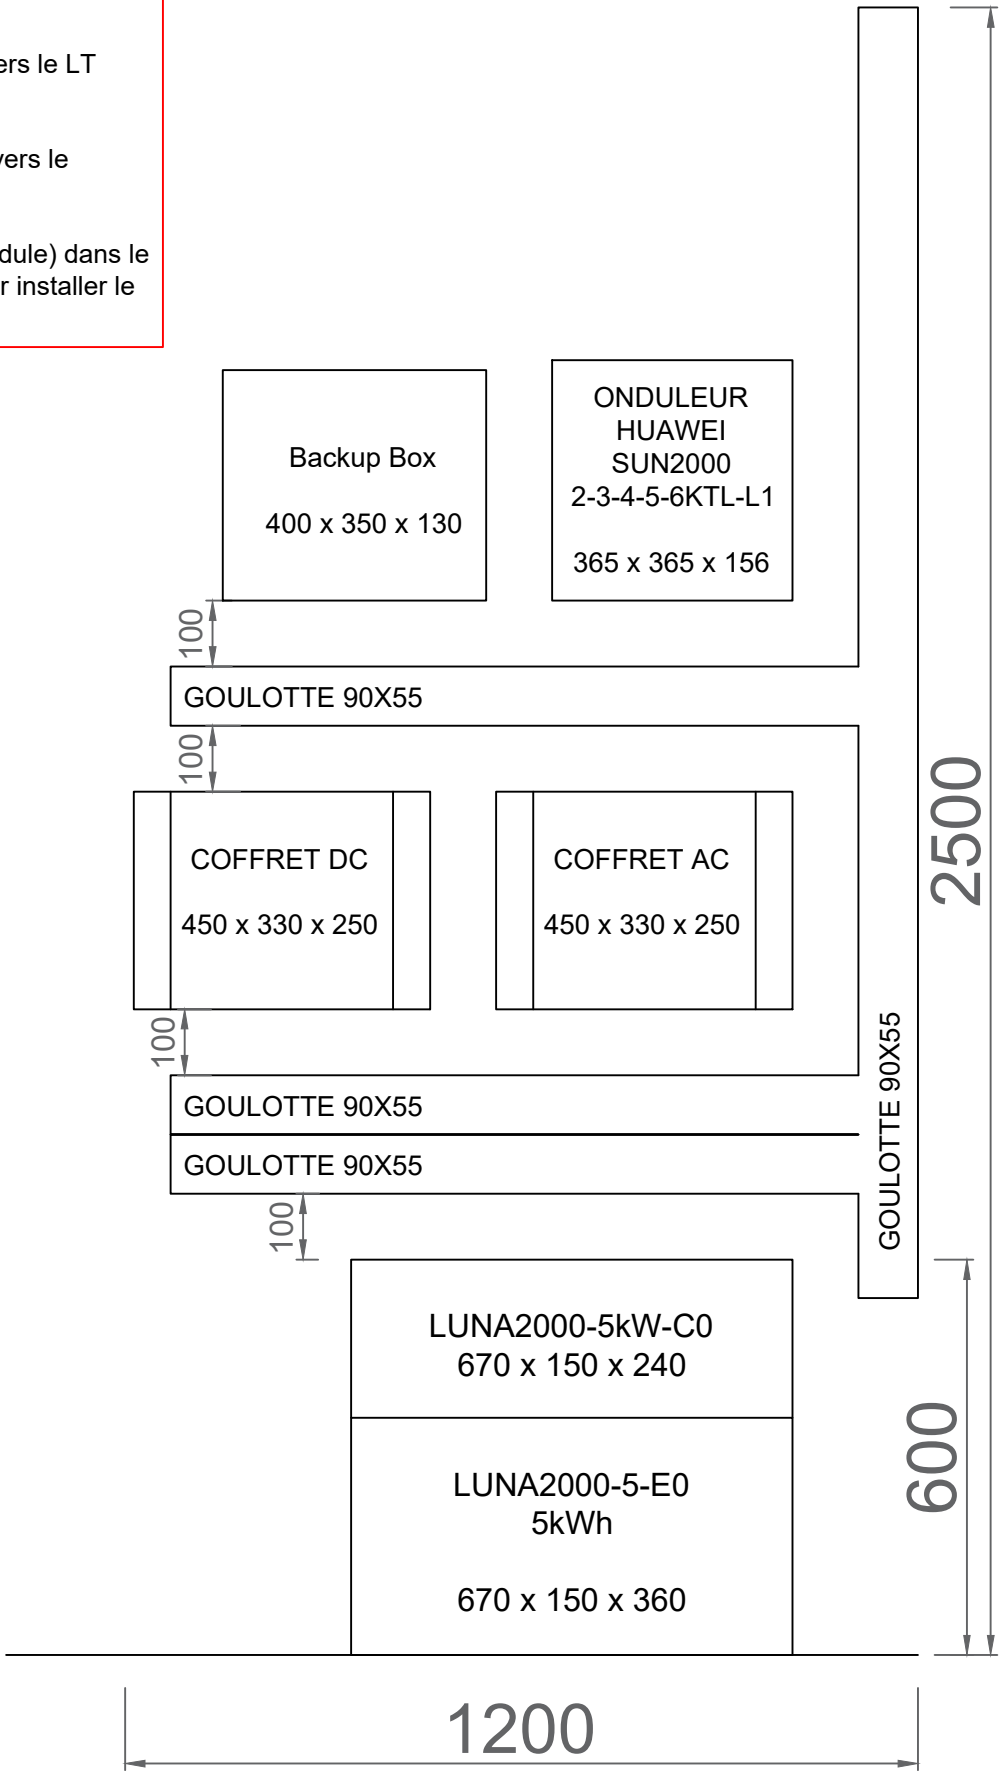 le LT
le
dans le
installer le
ONDULEUR
HUAWEI
SUN2000
2-3-4-5-6KTL-L1
365 x 365 x 156
Backup Box
400 x 350 x 130
100
GOULOTTE 90X55
100
COFFRET DC
450 x 330 x 250
COFFRET AC
450 x 330 x 250
2500
100
GOULOTTE 90X55
GOULOTTE 90X55
GOULOTTE 90X55
100
LUNA2000-5kW-C0
670 x 150 x 240
LUNA2000-5-E0
5kWh
670 x 150 x 360
600
1200